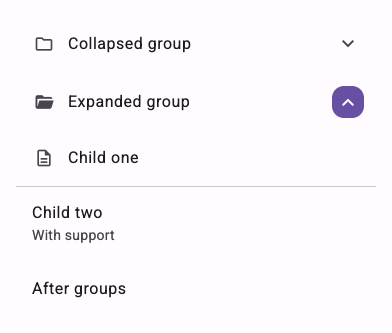 Collapsed group
Expanded group
Child one
Child two
With support
After groups